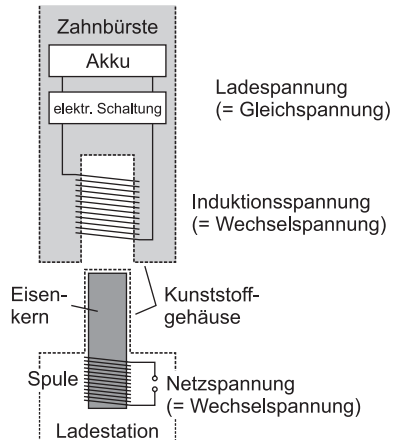 Zahnbürste
Akku
elektr. Schaltung
Ladespannung
(= Gleichspannung)
Induktionsspannung
(= Wechselspannung)
Eisen-
kern
Kunststoff-
gehäuse
Spule
Netzspannung
(= Wechselspannung)
Ladestation